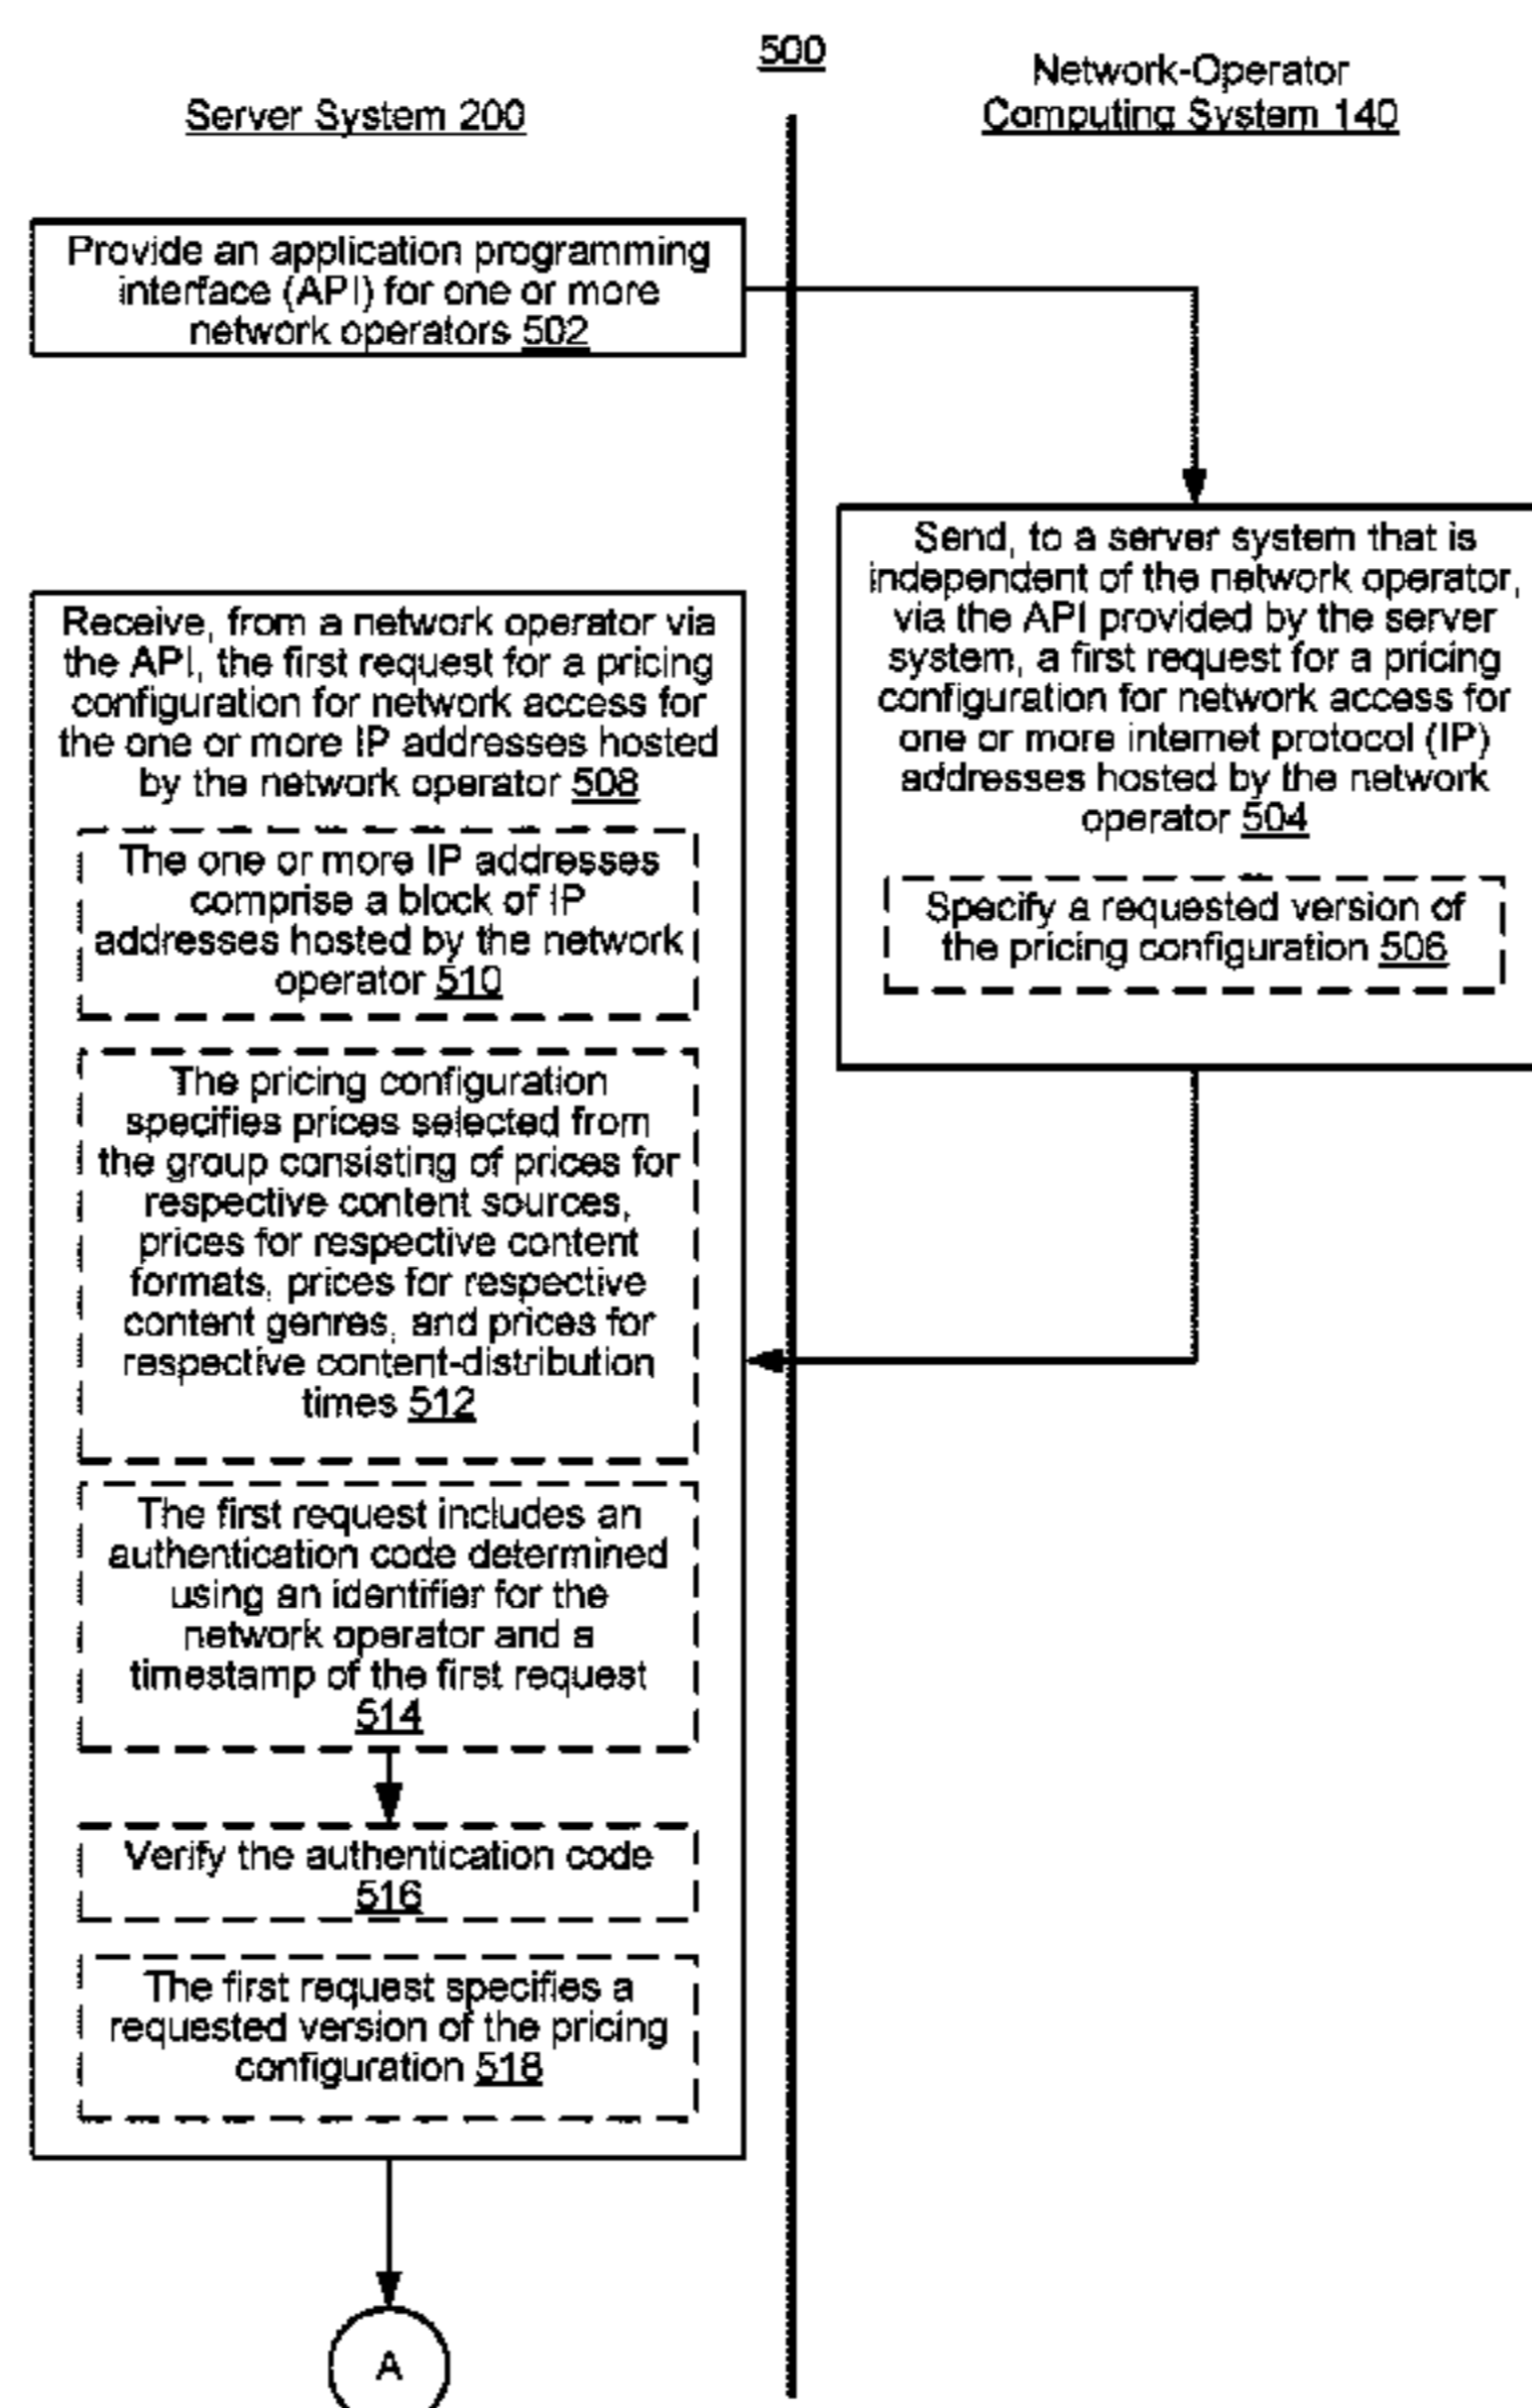 500
Server System 200
Network-Operator
Computing System 140
Provide an application programming
interface (API) for one or more
network operators 502
Send, to a server system that is
independent of the network operator,
via the API provided by the server
system, a first request for a pricing
configuration for network access for
one or more internet protocol (IP)
addresses hosted by the network
operator 504
Specify a requested version of
the pricing configuration 506
Receive, from a network operator via
the API, the first request for a pricing
configuration for network access for
the one or more IP addresses hosted
by the network operator 508
The one or more IP addresses
comprise a block of IP
addresses hosted by the network
operator 510
The pricing configuration
specifies prices selected from
the group consisting of prices for
respective content sources,
prices for respective content
formats, prices for respective
content genres, and prices for
respective content-distribution
times 512
The first request includes an
authentication code determined
using an identifier for the
network operator and a
timestamp of the first request
514
Verify the authentication code
516
The first request specifies a
requested version of the pricing
configuration 518
A